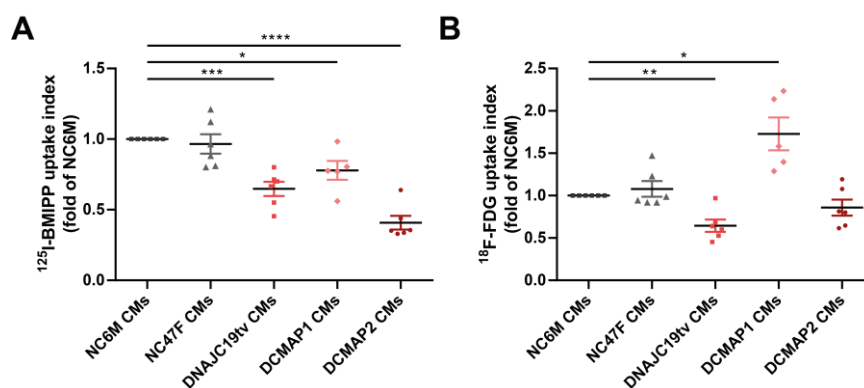 A
****
*
***
¹²⁵I-BMIPP uptake index
(fold of NC6M)
1.5
1.0
0.5
0.0
NC6M CMs
NC47F CMs
DNAJC19tv CMs
DCMAP1 CMs
DCMAP2 CMs
B
*
**
¹⁸F-FDG uptake index
(fold of NC6M)
2.5
2.0
1.5
1.0
0.5
0.0
NC6M CMs
NC47F CMs
DNAJC19tv CMs
DCMAP1 CMs
DCMAP2 CMs